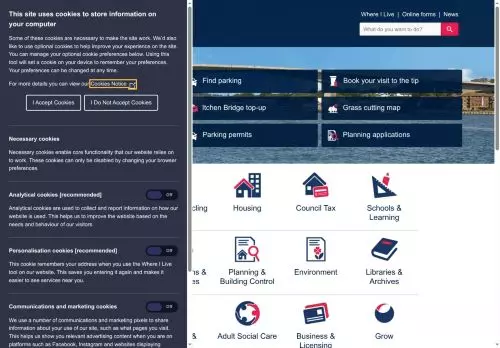 This site uses cookies to store information on
your computer
Some of these cookies are necessary to make the site work. We'd also
like to use optional cookies to help improve your experience on the site.
You can manage your optional cookie preferences below. Using this
tool will set a cookie on your device to remember your preferences.
Your preferences can be changed at any time.
For more details you can view our Cookies Notice
I Accept Cookies
I Do Not Accept Cookies
Necessary cookies
Necessary cookies enable core functionality that our website relies on
to work. These cookies can only be disabled by changing your browser
preferences.
Analytical cookies [recommended]
Off
Analytical cookies are used to collect and report information on how our
website is used. This helps us to improve the website based on the
needs and behaviour of our visitors.
Personalisation cookies [recommended]
Off
This cookie remembers your address when you use the Where I Live
tool on our website. This saves you entering it again and makes it
easier to see services near you.
Communications and marketing cookies
Off
We use a number of communications and marketing pixels to share
information about your use of our site, such as what pages you visit.
This helps us show you relevant advertising content when you are on
platforms such as Facebook, Instagram and websites displaying
Where I Live | Online forms | News
What do you want to do?
Find parking
Book your visit to the tip
Itchen Bridge top-up
Grass cutting map
Parking permits
Planning applications
cling
Housing
Council Tax
Schools &
Learning
s &
Planning &
Building Control
Environment
Libraries &
Archives
&
Adult Social Care
Business &
Licensing
Grow